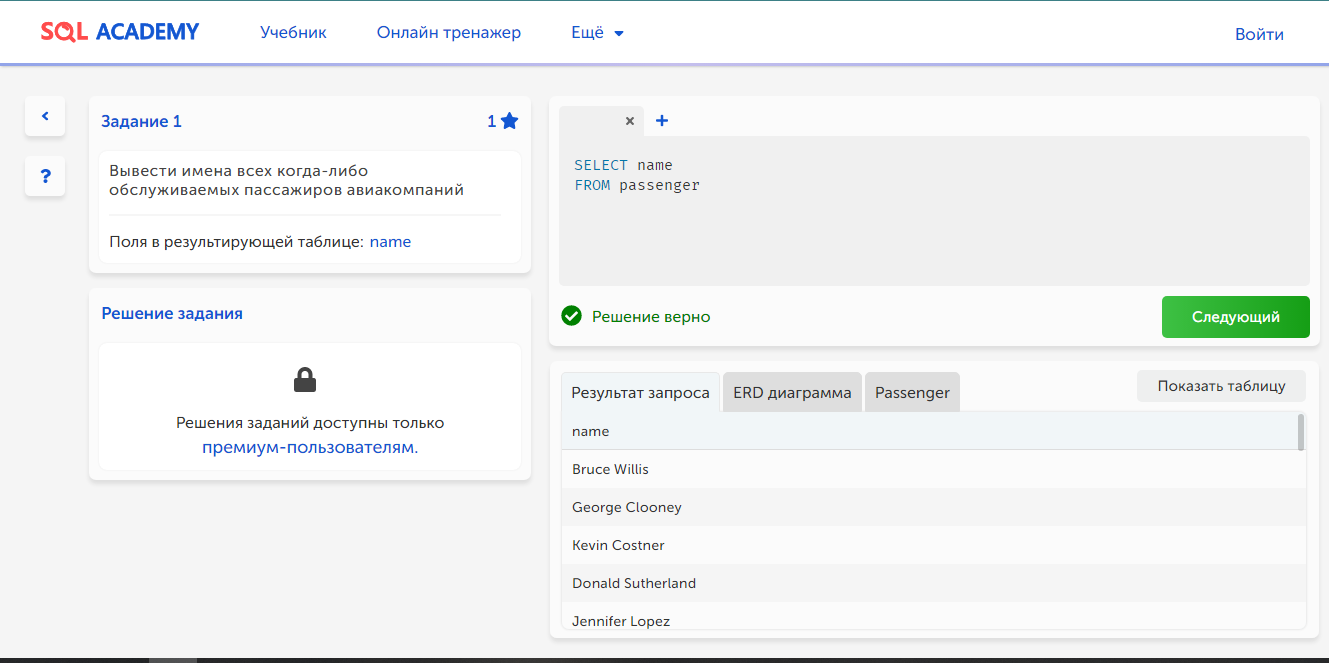 SQL ACADEMY
Учебник
Онлайн тренажер
Ещё
Войти
Задание 1
1
Вывести имена всех когда-либо
обслуживаемых пассажиров авиакомпаний
Поля в результирующей таблице: name
?
Решение задания
Решения заданий доступны только
премиум-пользователям.
SELECT name
FROM passenger
Решение верно
Следующий
Результат запроса
ERD диаграмма
Passenger
Показать таблицу
name
Bruce Willis
George Clooney
Kevin Costner
Donald Sutherland
Jennifer Lopez